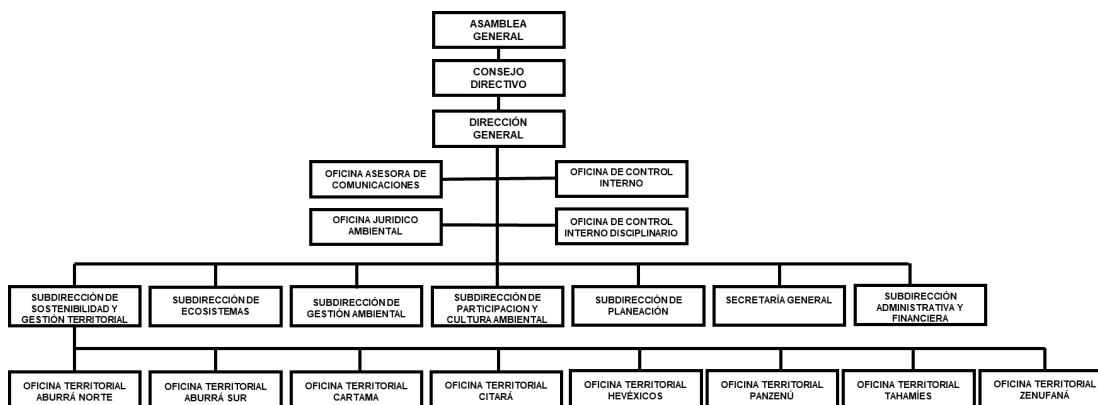 ASAMBLEA
GENERAL
CONSEJO
DIRECTIVO
DIRECCIÓN
GENERAL
OFICINA ASESORA DE
COMUNICACIONES
OFICINA DE CONTROL
INTERNO
OFICINA JURIDICO
AMBIENTAL
OFICINA DE CONTROL
INTERNO DISCIPLINARIO
SUBDIRECCIÓN DE
SOSTENIBILIDAD Y
GESTIÓN TERRITORIAL
SUBDIRECCIÓN DE
ECOSISTEMAS
SUBDIRECCIÓN DE
GESTIÓN AMBIENTAL
SUBDIRECCIÓN DE
PARTICIPACION Y
CULTURA AMBIENTAL
SUBDIRECCIÓN DE
PLANEACIÓN
SECRETARÍA GENERAL
SUBDIRECCIÓN
ADMINISTRATIVA Y
FINANCIERA
OFICINA TERRITORIAL
ABURRÁ NORTE
OFICINA TERRITORIAL
ABURRÁ SUR
OFICINA TERRITORIAL
CARTAMA
OFICINA TERRITORIAL
CITARÁ
OFICINA TERRITORIAL
HEVÉXICOS
OFICINA TERRITORIAL
PANZENÚ
OFICINA TERRITORIAL
TAHAMÍES
OFICINA TERRITORIAL
ZENUFANÁ